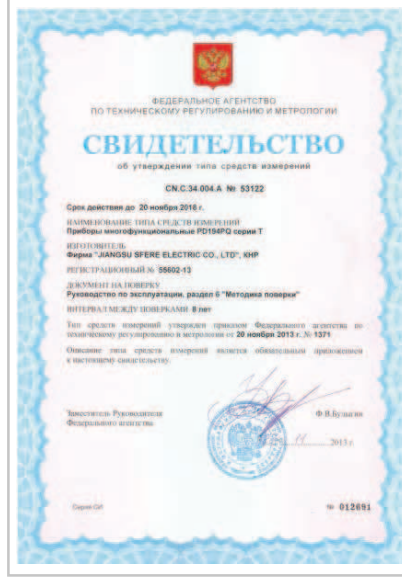 ФЕДЕРАЛЬНОЕ АГЕНТСТВО
ПО ТЕХНИЧЕСКОМУ РЕГУЛИРОВАНИЮ И МЕТРОЛОГИИ
СВИДЕТЕЛЬСТВО
об утверждении типа средств измерений
CN.C.34.004.A № 53122
Срок действия до 20 ноября 2018 г.
НАИМЕНОВАНИЕ ТИПА СРЕДСТВ ИЗМЕРЕНИЙ
Приборы многофункциональные PD194PQ серии T
ИЗГОТОВИТЕЛЬ
Фирма "JIANGSU SFERE ELECTRIC CO., LTD", КНР
РЕГИСТРАЦИОННЫЙ № 55602-13
ДОКУМЕНТ НА ПОВЕРКУ
Руководство по эксплуатации, раздел 6 "Методика поверки"
ИНТЕРВАЛ МЕЖДУ ПОВЕРКАМИ 8 лет
Тип средств измерений утвержден приказом Федерального агентства по
техническому регулированию и метрологии от 20 ноября 2013 г. № 1371
Описание типа средств измерений является обязательным приложением
к настоящему свидетельству.
Заместитель Руководителя
Федерального агентства
Ф.В.Булыгин
11 2013 г.
Серия СИ
№ 012691